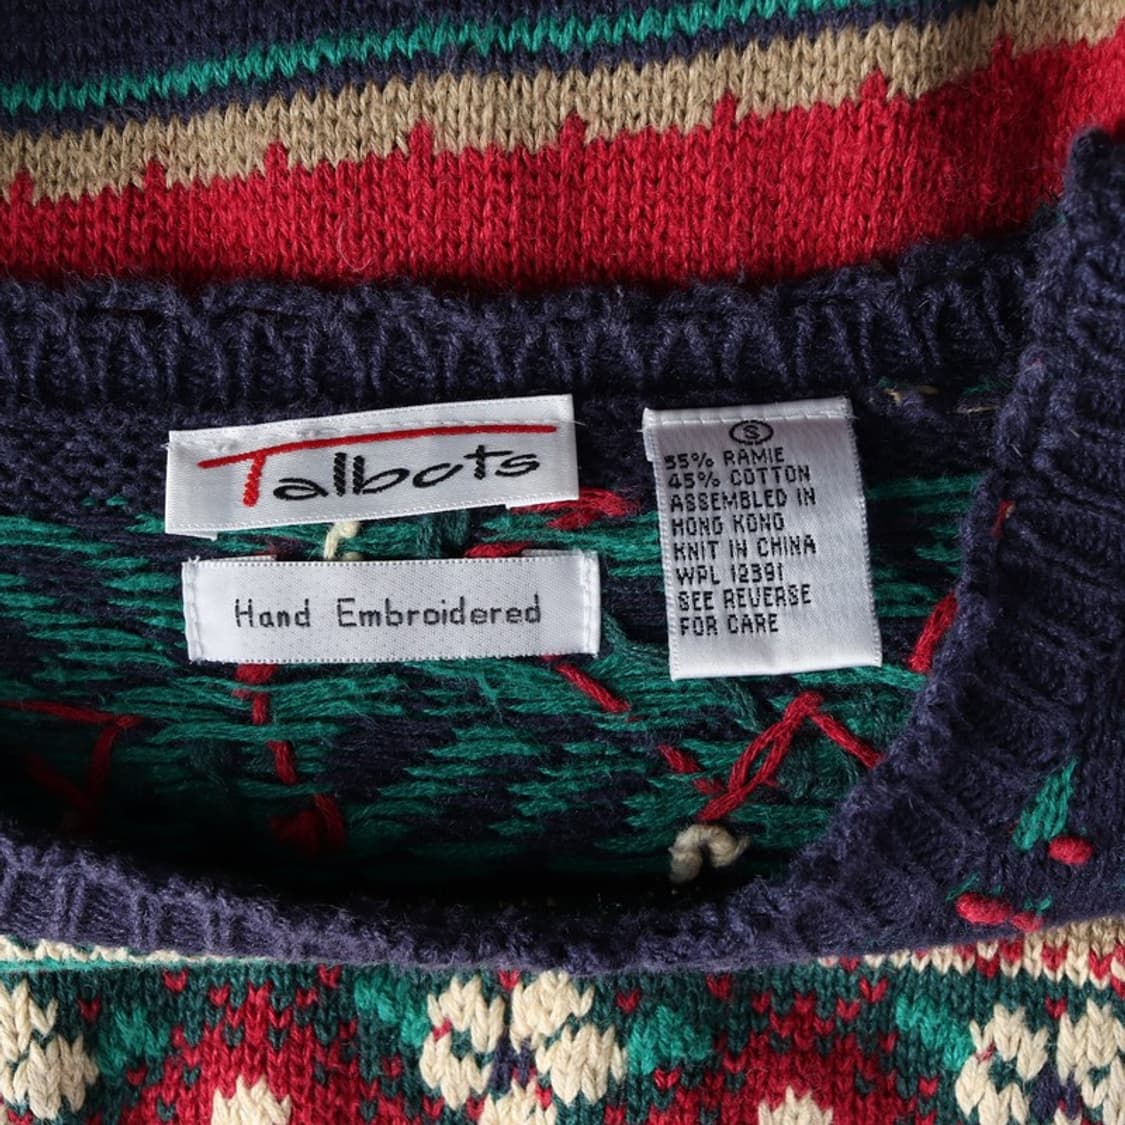 Talbots
Hand Embroidered
S
55% RAMIE
45% COTTON
ASSEMBLED IN
HONG KONG
KNIT IN CHINA
WPL 12391
SEE REVERSE
FOR CARE